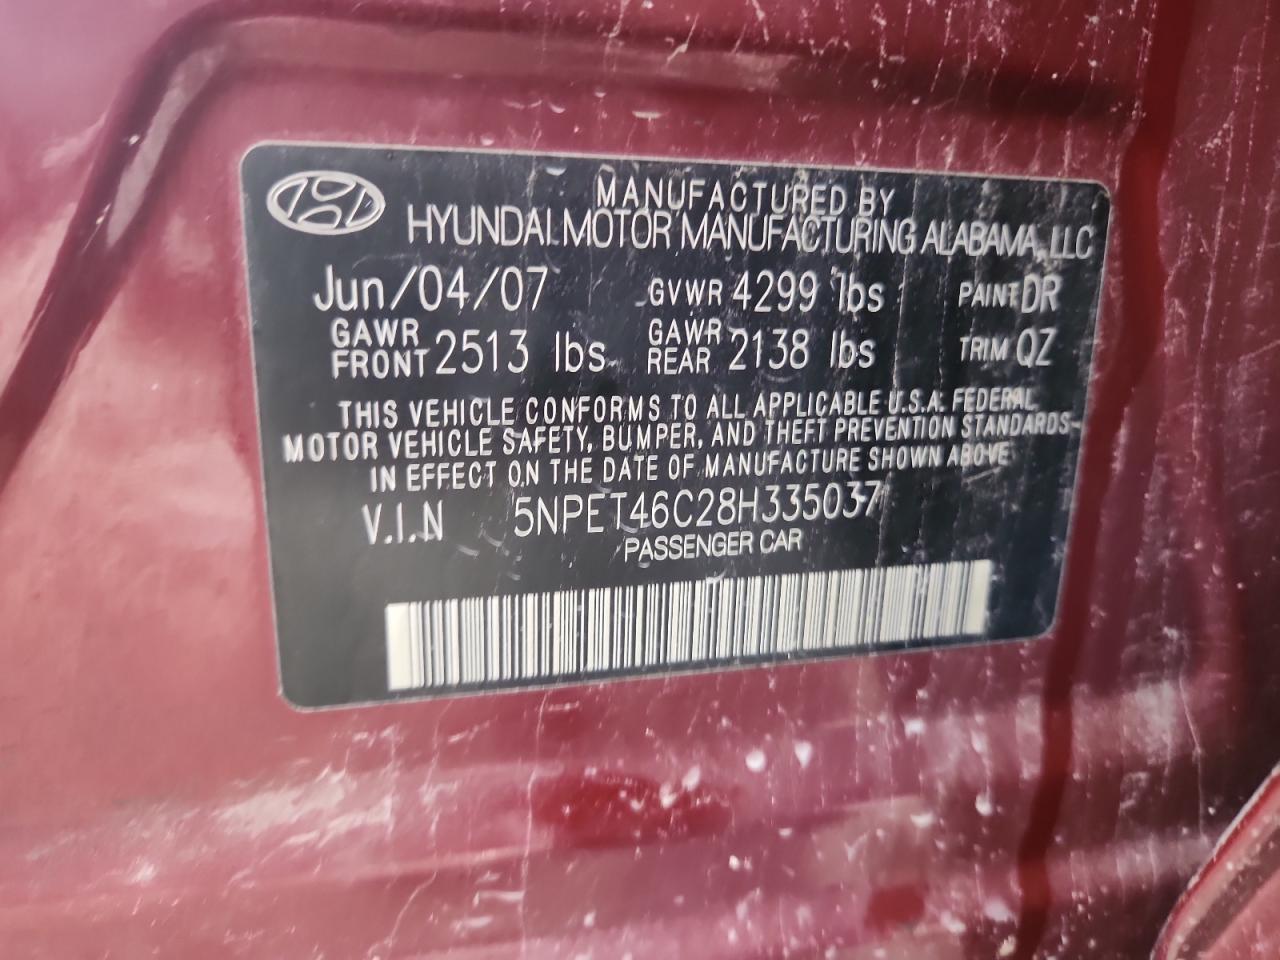 MANUFACTURED BY
HYUNDAI MOTOR MANUFACTURING ALABAMA, LLC
Jun/04/07 GVWR 4299 lbs PAINT DR
GAWR FRONT 2513 lbs GAWR REAR 2138 lbs TRIM QZ
THIS VEHICLE CONFORMS TO ALL APPLICABLE U.S.A. FEDERAL
MOTOR VEHICLE SAFETY, BUMPER, AND THEFT PREVENTION STANDARDS
IN EFFECT ON THE DATE OF MANUFACTURE SHOWN ABOVE
V.I.N 5NPET46C28H335037
PASSENGER CAR